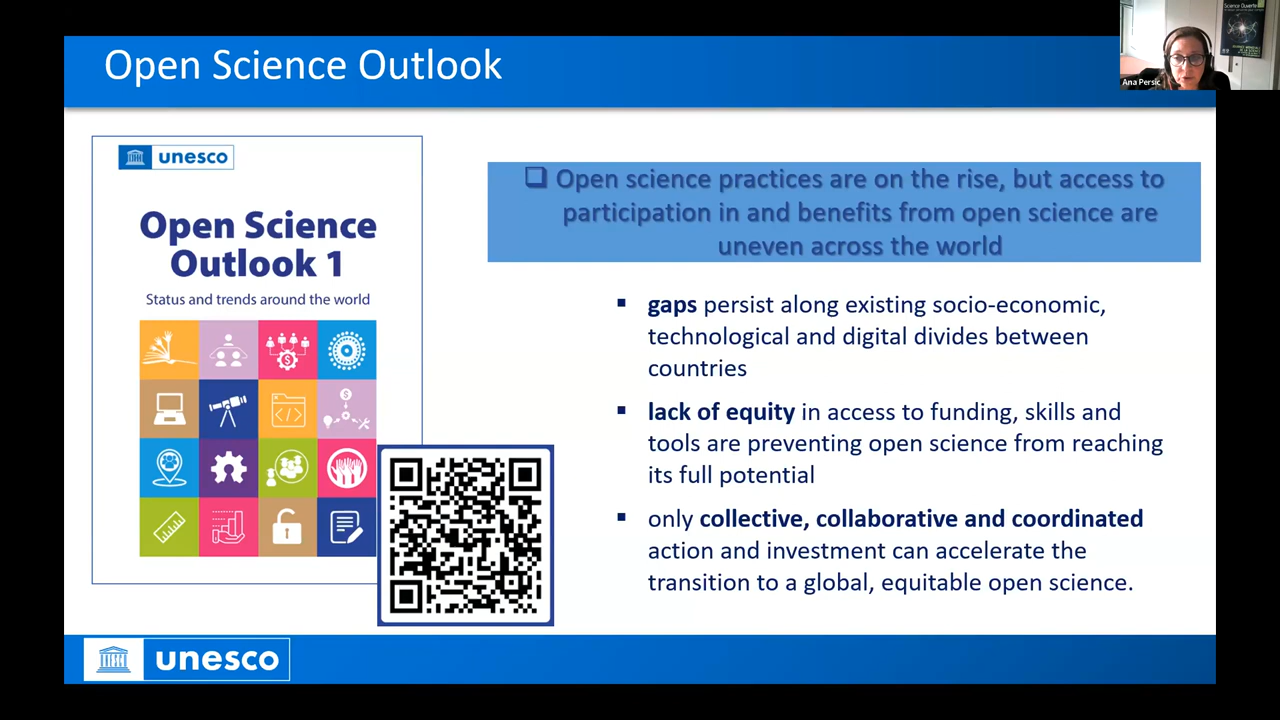 Open Science Outlook
Science Ouverte
Ana Persic
unesco
Open Science
Outlook 1
Status and trends around the world
❑ Open science practices are on the rise, but access to
participation in and benefits from open science are
uneven across the world
▪ gaps persist along existing socio-economic,
technological and digital divides between
countries
▪ lack of equity in access to funding, skills and
tools are preventing open science from reaching
its full potential
▪ only collective, collaborative and coordinated
action and investment can accelerate the
transition to a global, equitable open science.
unesco